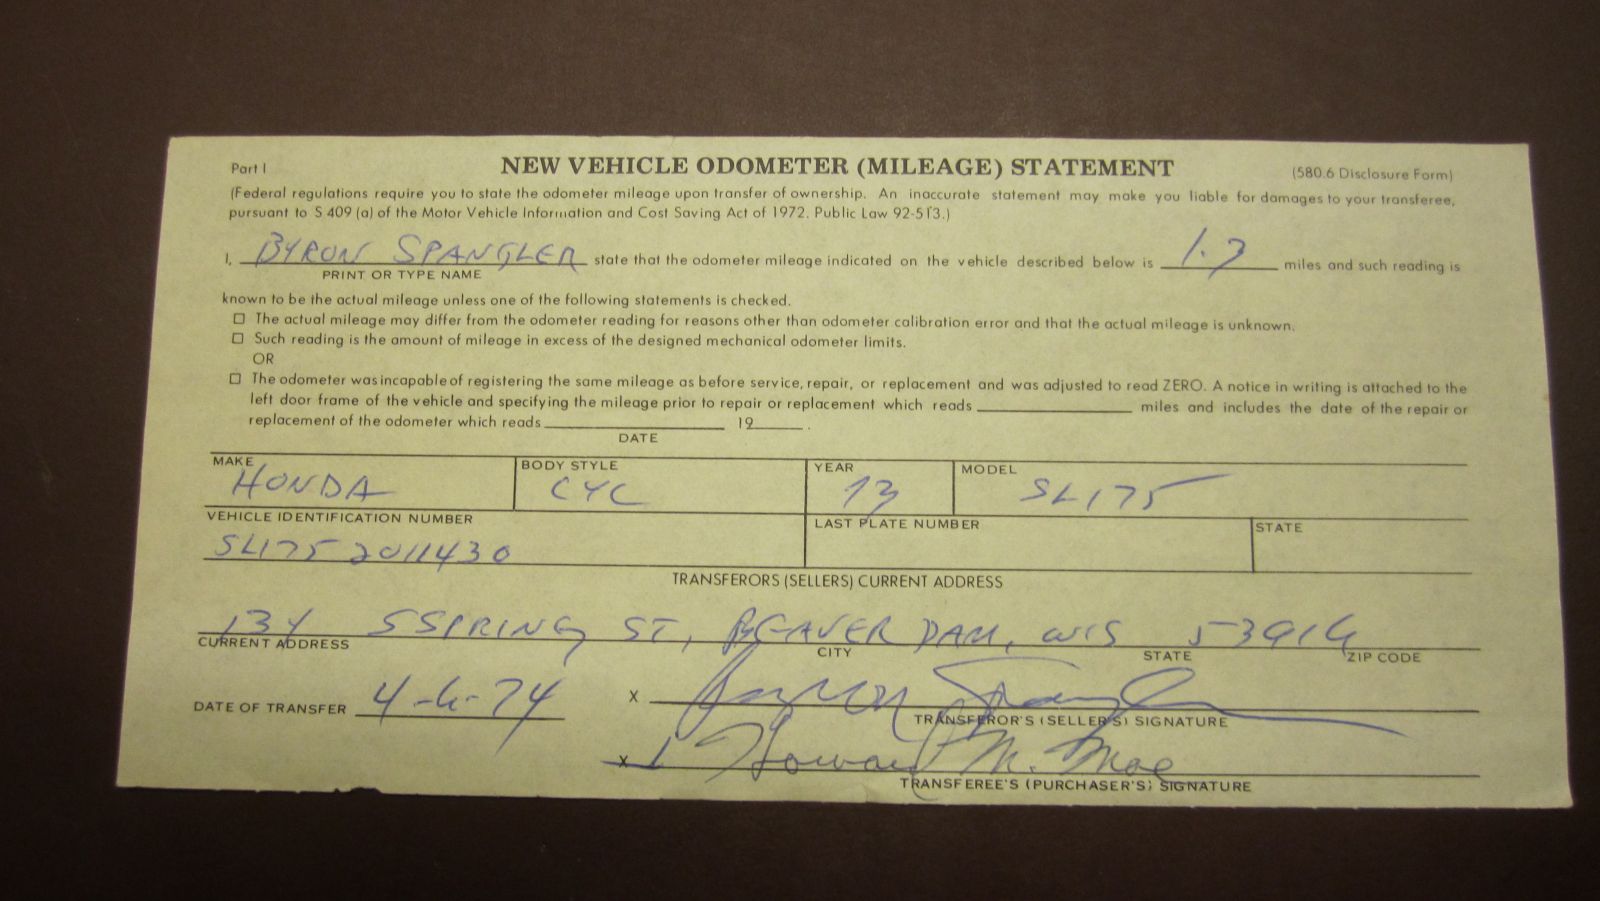 Part I NEW VEHICLE ODOMETER (MILEAGE) STATEMENT (580.6 Disclosure Form)
(Federal regulations require you to state the odometer mileage upon transfer of ownership. An inaccurate statement may make you liable for damages to your transferee,
pursuant to S 409 (a) of the Motor Vehicle Information and Cost Saving Act of 1972. Public Law 92-513.)
I, BYRON SPANGLER state that the odometer mileage indicated on the vehicle described below is 1.7 miles and such reading is
PRINT OR TYPE NAME
known to be the actual mileage unless one of the following statements is checked.
☐ The actual mileage may differ from the odometer reading for reasons other than odometer calibration error and that the actual mileage is unknown.
☐ Such reading is the amount of mileage in excess of the designed mechanical odometer limits.
OR
☐ The odometer was incapable of registering the same mileage as before service, repair, or replacement and was adjusted to read ZERO. A notice in writing is attached to the
left door frame of the vehicle and specifying the mileage prior to repair or replacement which reads ____ miles and includes the date of the repair or
replacement of the odometer which reads ____ 19____.
DATE
MAKE BODY STYLE YEAR MODEL
HONDA CYC 73 SL175
VEHICLE IDENTIFICATION NUMBER LAST PLATE NUMBER STATE
SL175 2011430
TRANSFERORS (SELLERS) CURRENT ADDRESS
134 S SPRING ST, BEAVER DAM, WIS 53916
CURRENT ADDRESS CITY STATE ZIP CODE
DATE OF TRANSFER 4-6-74 x Byron Spangler
TRANSFEROR'S (SELLER'S) SIGNATURE
x Howard M. Moe
TRANSFEREE'S (PURCHASER'S) SIGNATURE